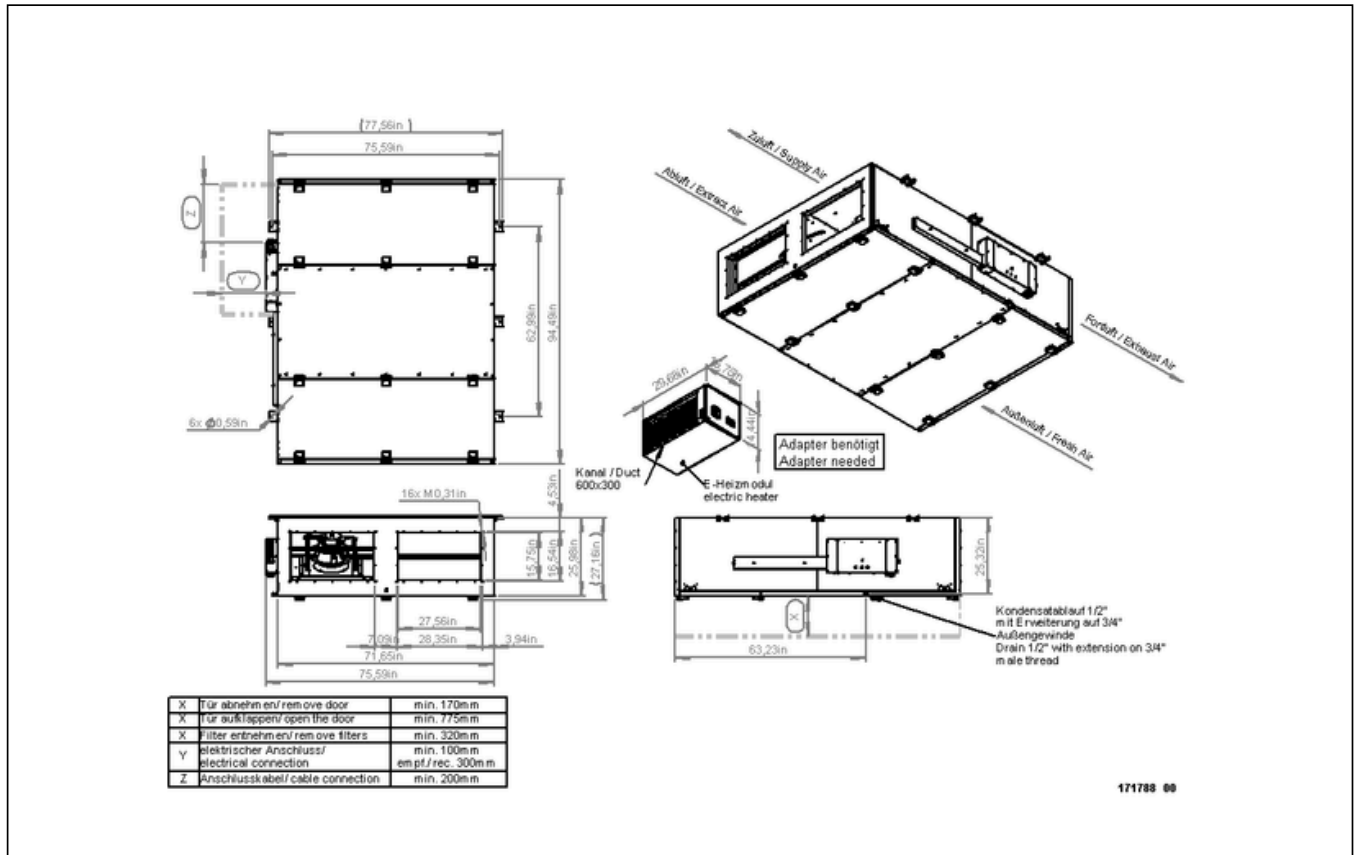 (77,56in )
75,59in
Z
Y
62,99in
94,49in
6x Ø0,59in
Zuluft / Supply Air
Abluft / Extract Air
Fortluft / Exhaust Air
Außenluft / Fresh Air
29,68in
4,44in
Adapter benötigt
Adapter needed
Kanal / Duct
600x300
E-Heizmodul
electric heater
16x M0,31in
4,53in
15,75in
16,54in
25,98in
(27,16in )
27,56in
7,09in
28,35in
3,94in
71,65in
75,59in
25,32in
X
63,23in
Kondensatablauf 1/2"
mit Erweiterung auf 3/4"
Außengewinde
Drain 1/2" with extension on 3/4"
male thread
X Tür abnehmen/ remove door min. 170mm
X Tür aufklappen/ open the door min. 775mm
X Filter entnehmen/ remove filters min. 320mm
Y elektrischer Anschluss/ electrical connection min. 100mm empf./ rec. 300mm
Z Anschlusskabel/ cable connection min. 200mm
171788 00